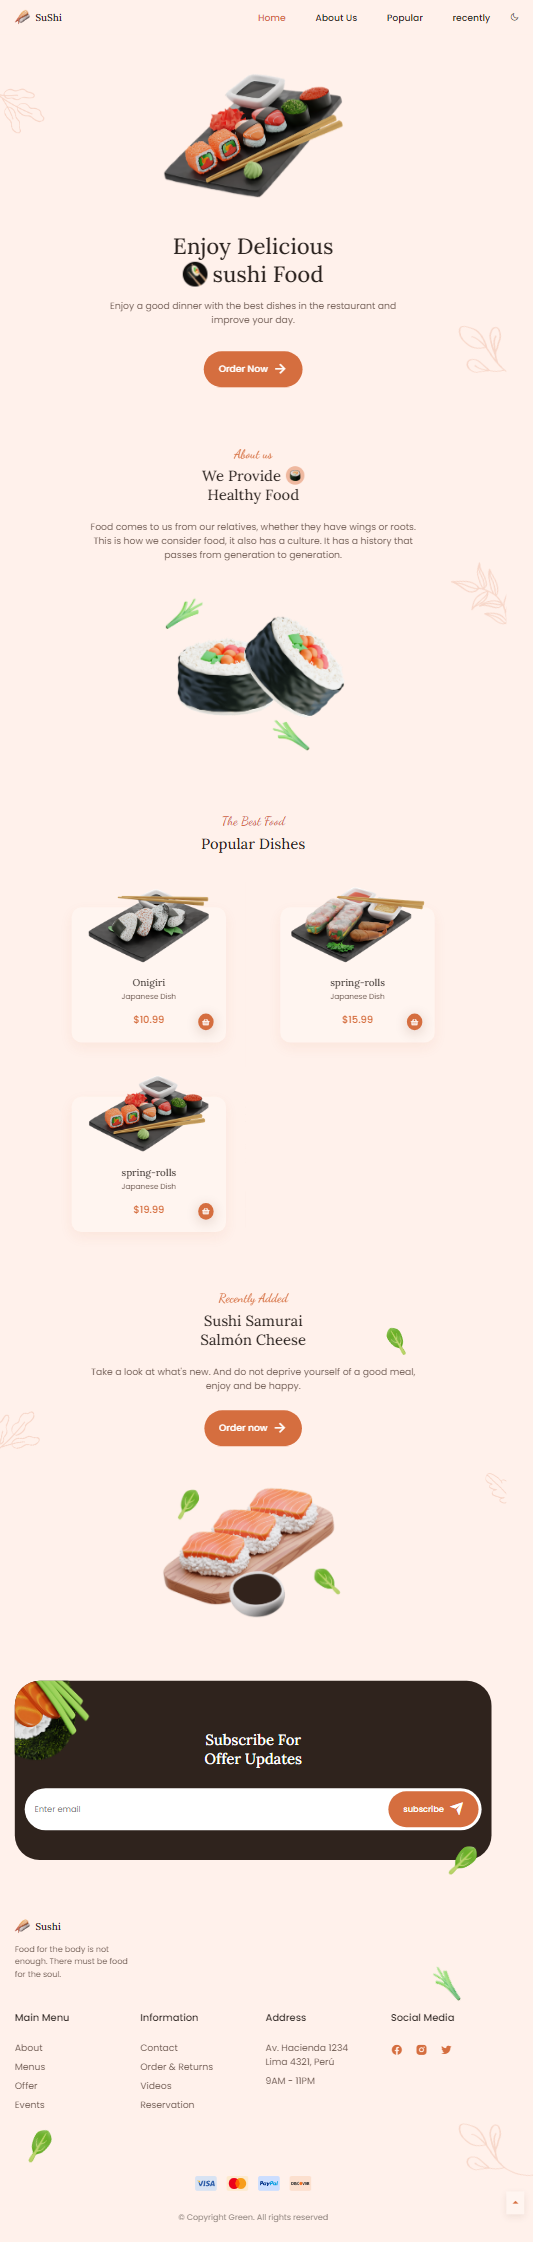 SuShi
Home About Us Popular recently
Enjoy Delicious
sushi Food
Enjoy a good dinner with the best dishes in the restaurant and
improve your day.
Order Now
About us
We Provide
Healthy Food
Food comes to us from our relatives, whether they have wings or roots.
This is how we consider food, it also has a culture. It has a history that
passes from generation to generation.
The Best Food
Popular Dishes
Onigiri
Japanese Dish
$10.99
spring-rolls
Japanese Dish
$15.99
spring-rolls
Japanese Dish
$19.99
Recently Added
Sushi Samurai
Salmón Cheese
Take a look at what's new. And do not deprive yourself of a good meal,
enjoy and be happy.
Order now
Subscribe For
Offer Updates
Enter email
subscribe
Sushi
Food for the body is not
enough. There must be food
for the soul.
Main Menu
About
Menus
Offer
Events
Information
Contact
Order & Returns
Videos
Reservation
Address
Av. Hacienda 1234
Lima 4321, Perú
9AM - 11PM
Social Media
VISA
PayPal
DISCOVER
© Copyright Green. All rights reserved